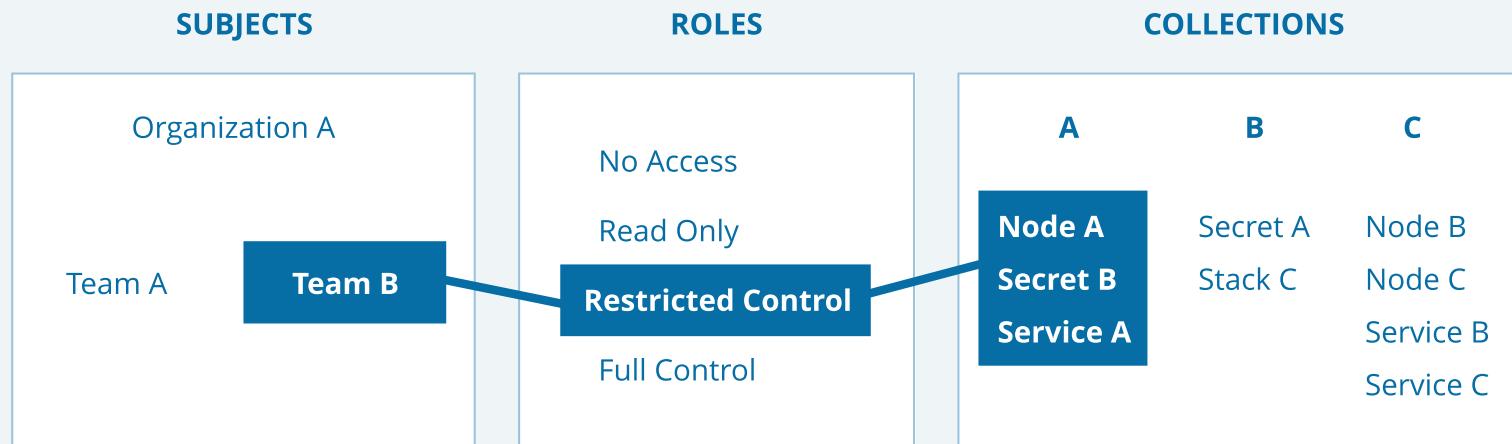 SUBJECTS
Organization A
Team A
Team B
ROLES
No Access
Read Only
Restricted Control
Full Control
COLLECTIONS
A
Node A
Secret B
Service A
B
Secret A
Stack C
C
Node B
Node C
Service B
Service C